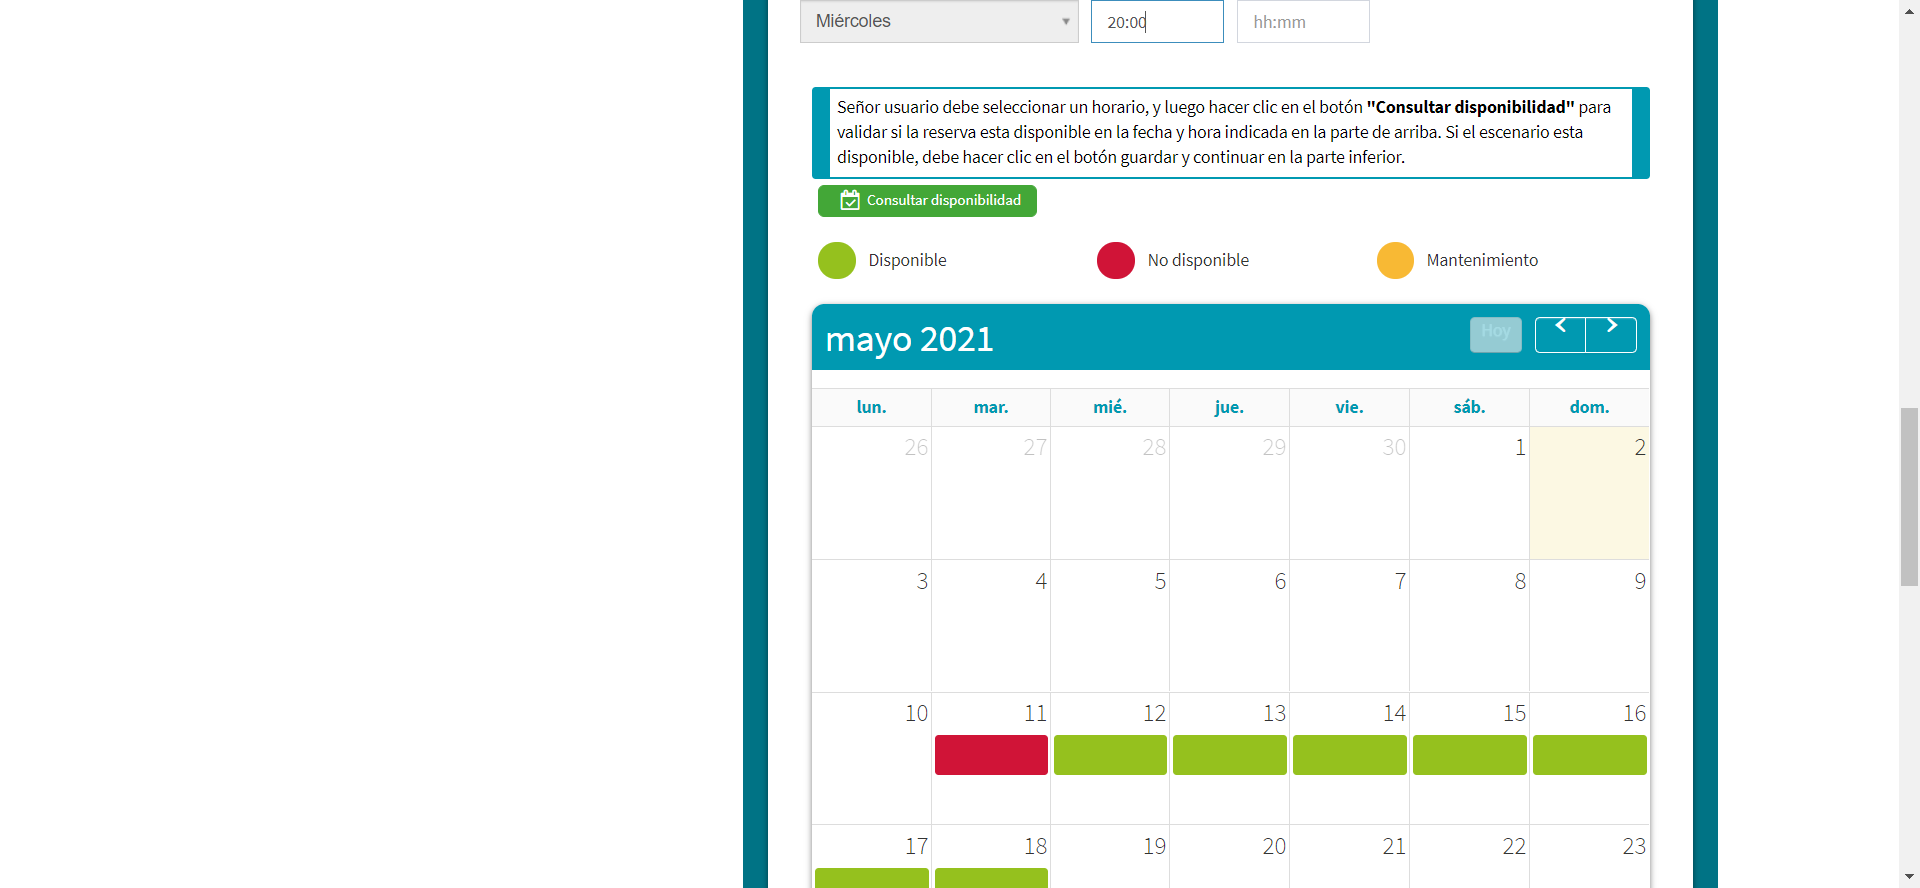 Miércoles 20:00 hh:mm
Señor usuario debe seleccionar un horario, y luego hacer clic en el botón "Consultar disponibilidad" para
validar si la reserva esta disponible en la fecha y hora indicada en la parte de arriba. Si el escenario esta
disponible, debe hacer clic en el botón guardar y continuar en la parte inferior.
Consultar disponibilidad
Disponible No disponible Mantenimiento
mayo 2021 Hoy
lun. mar. mié. jue. vie. sáb. dom.
26 27 28 29 30 1 2
3 4 5 6 7 8 9
10 11 12 13 14 15 16
17 18 19 20 21 22 23